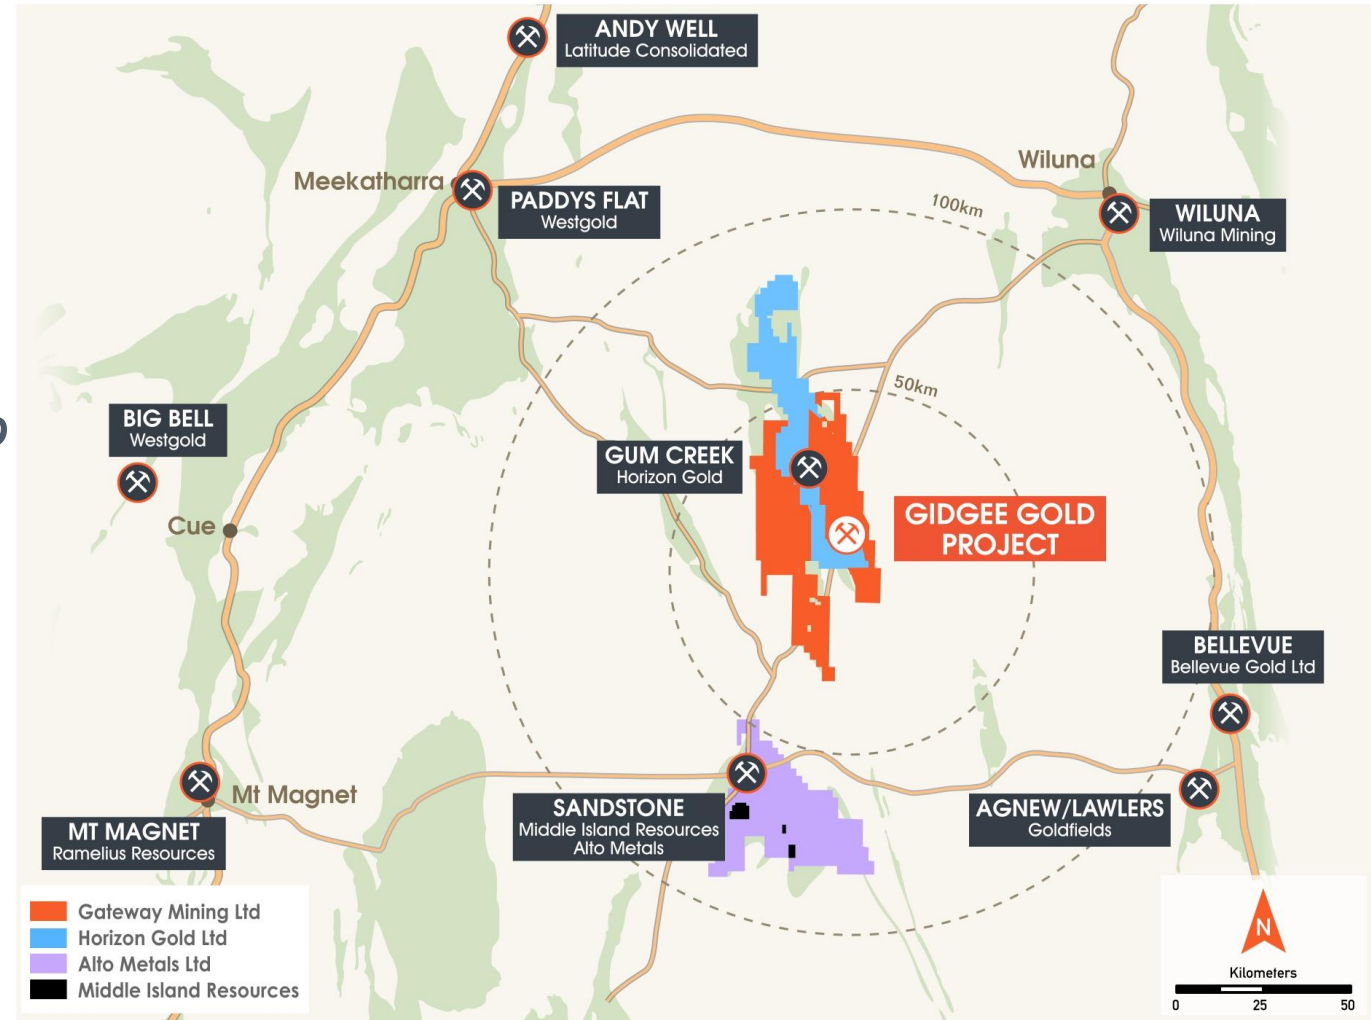 ANDY WELL
Latitude Consolidated
Wiluna
Meekatharra
PADDYS FLAT
Westgold
100km
WILUNA
Wiluna Mining
50km
BIG BELL
Westgold
GUM CREEK
Horizon Gold
GIDGEE GOLD
PROJECT
Cue
BELLEVUE
Bellevue Gold Ltd
Mt Magnet
SANDSTONE
Middle Island Resources
Alto Metals
AGNEW/LAWLERS
Goldfields
MT MAGNET
Ramelius Resources
Gateway Mining Ltd
Horizon Gold Ltd
Alto Metals Ltd
Middle Island Resources
N
Kilometers
0 25 50